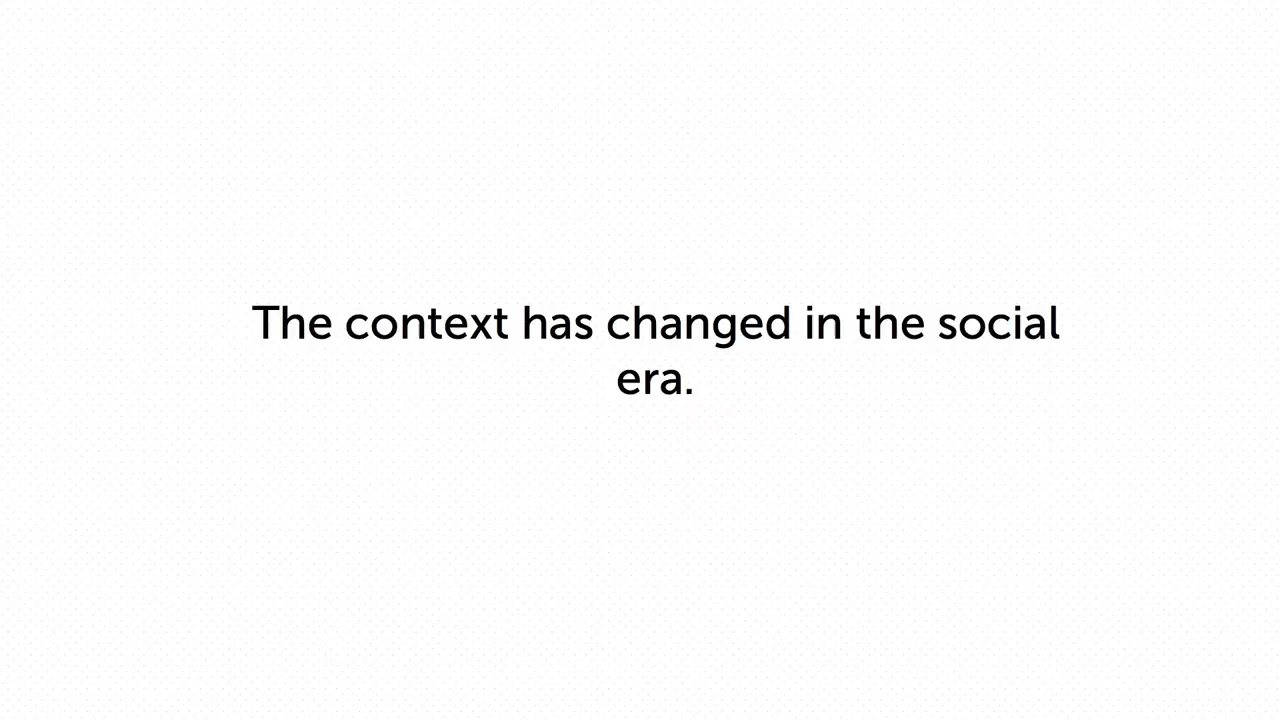 The context has changed in the social
era.